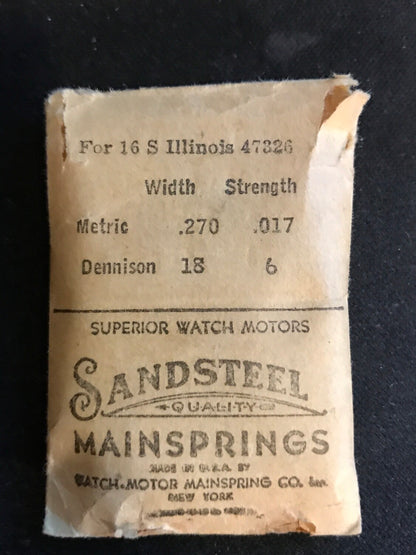 For 16 S Illinois 47326
Width Strength
Metric .270 .017
Dennison 18 6
SUPERIOR WATCH MOTORS
SANDSTEEL
QUALITY
MAINSPRINGS
MADE IN U.S.A. BY
WATCH-MOTOR MAINSPRING CO. Inc.
NEW YORK